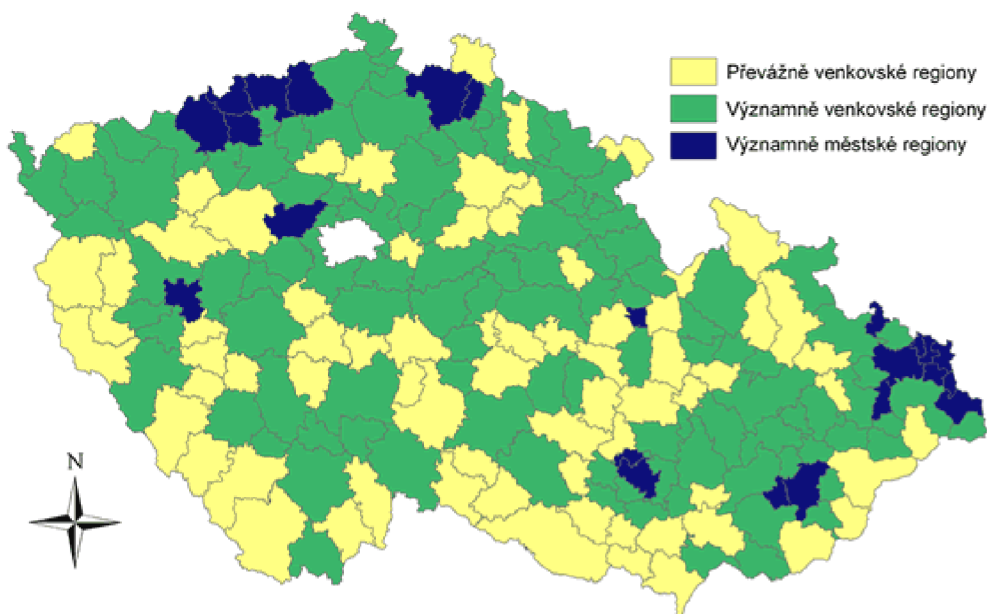 Převážně venkovské regiony
Významně venkovské regiony
Významně městské regiony
N